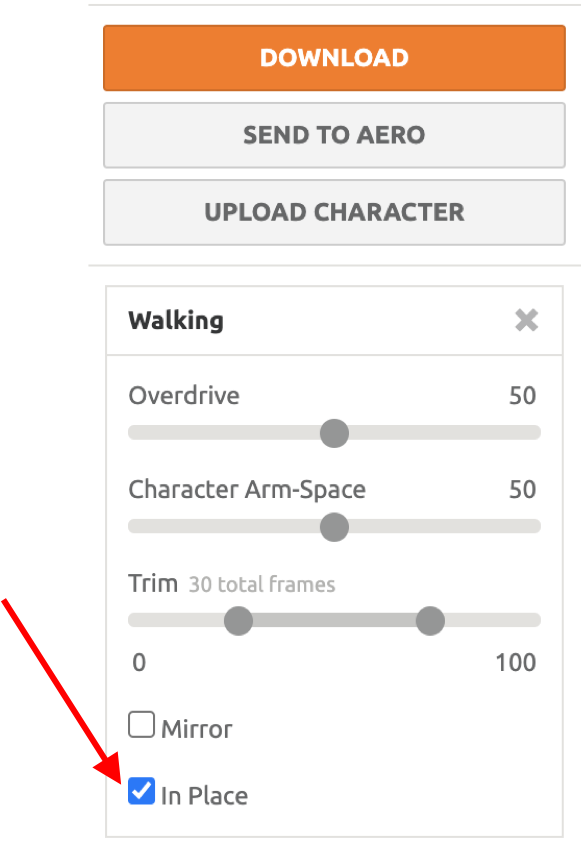 DOWNLOAD
SEND TO AERO
UPLOAD CHARACTER
Walking
Overdrive 50
Character Arm-Space 50
Trim 30 total frames
0 100
Mirror
In Place